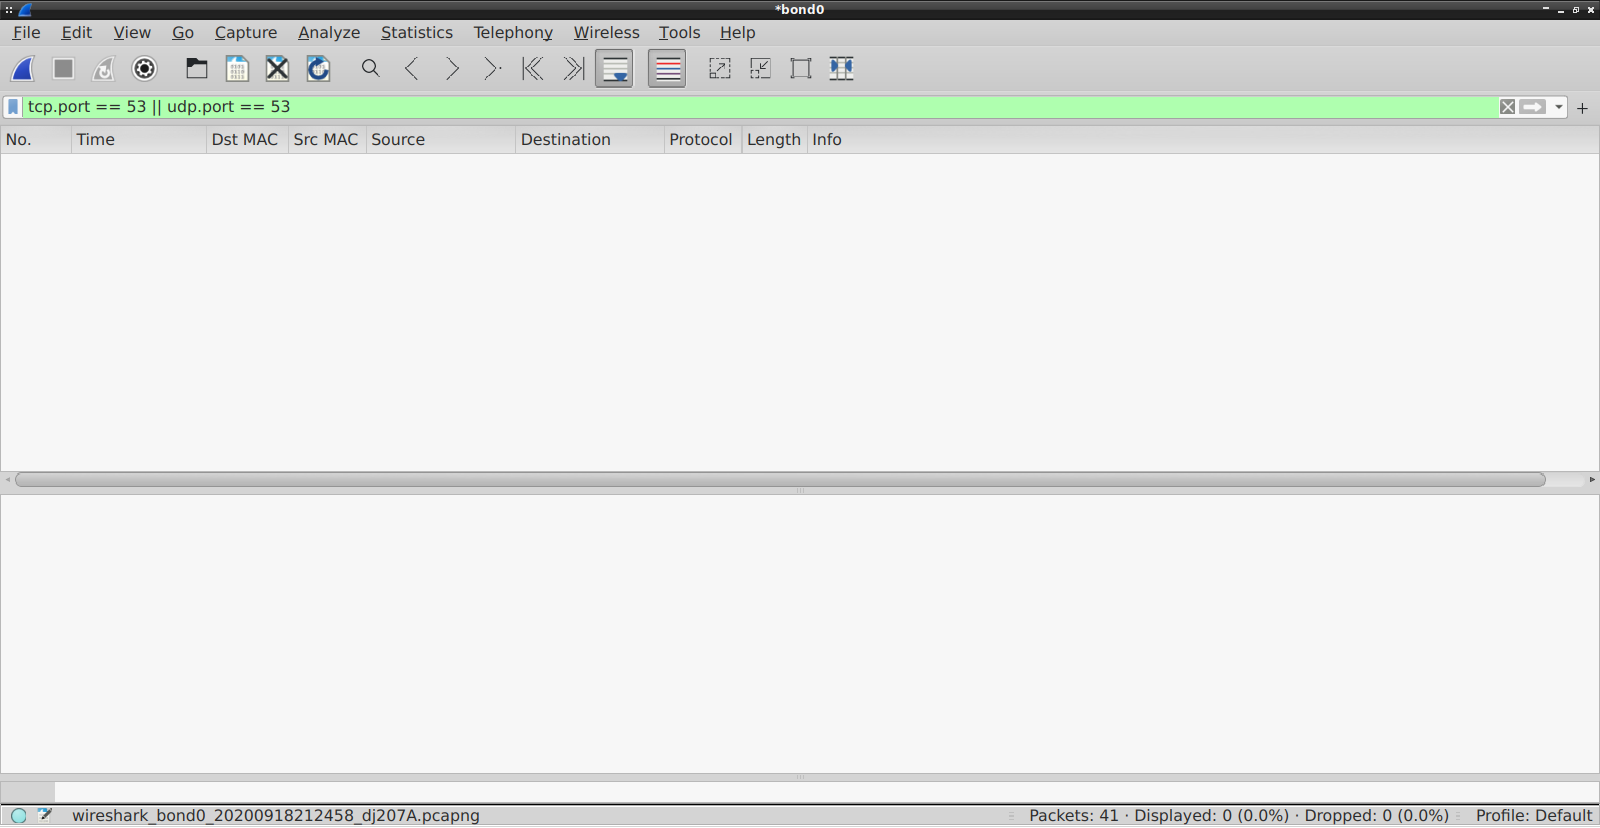 *bond0
File Edit View Go Capture Analyze Statistics Telephony Wireless Tools Help
tcp.port == 53 || udp.port == 53
No. Time Dst MAC Src MAC Source Destination Protocol Length Info
wireshark_bond0_20200918212458_dj207A.pcapng Packets: 41 · Displayed: 0 (0.0%) · Dropped: 0 (0.0%) Profile: Default